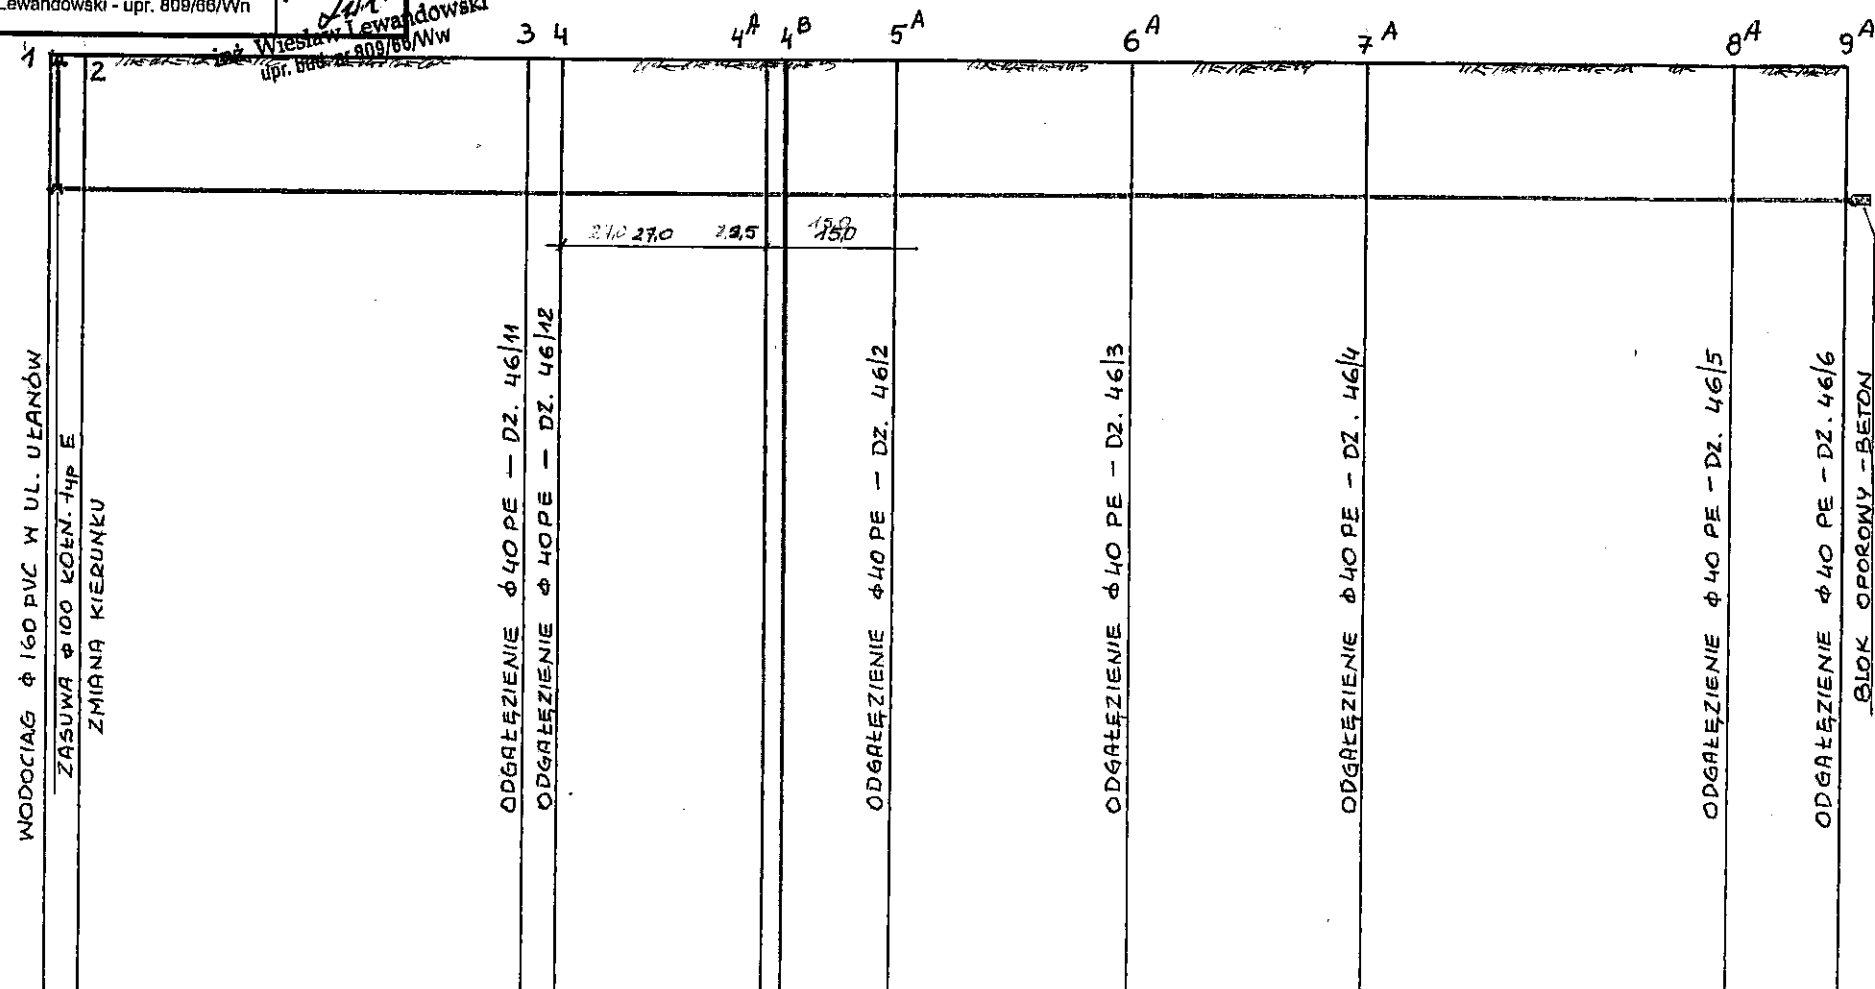 Lewandowski - upr. 809/66/Wn
inż. Wiesław Lewandowski
upr. bud. nr 809/66/Ww
1 2 3 4 4A 4B 5A 6A 7A 8A 9A
27,0 27,0 2,25 15,0
15,0
WODOCIĄG ϕ 160 PVC W UL. UŁANÓW
ZASUWA ϕ 100 KOŁN. typ E
ZMIANA KIERUNKU
ODGAŁĘZIENIE ϕ 40 PE - DZ. 46/11
ODGAŁĘZIENIE ϕ 40 PE - DZ. 46/12
ODGAŁĘZIENIE ϕ 40 PE - DZ. 46/2
ODGAŁĘZIENIE ϕ 40 PE - DZ. 46/3
ODGAŁĘZIENIE ϕ 40 PE - DZ. 46/4
ODGAŁĘZIENIE ϕ 40 PE - DZ. 46/5
ODGAŁĘZIENIE ϕ 40 PE - DZ. 46/6
BLOK OPOROWY - BETON